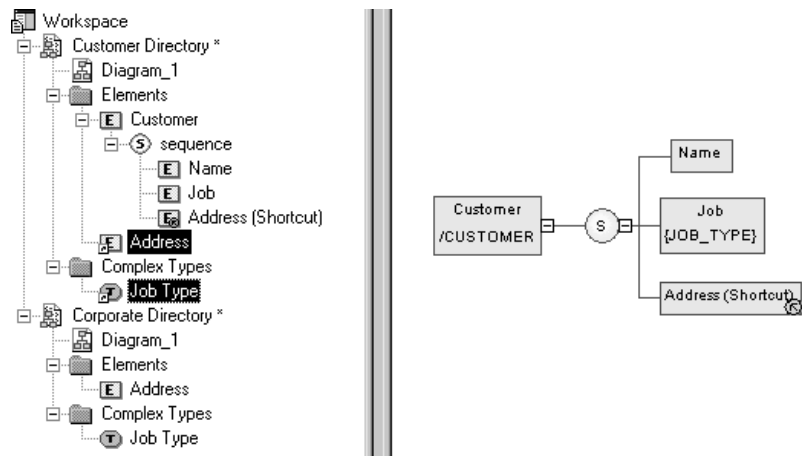 Workspace
Customer Directory *
Diagram_1
Elements
E Customer
S sequence
E Name
E Job
E Address (Shortcut)
E Address
Complex Types
T Job Type
Corporate Directory *
Diagram_1
Elements
E Address
Complex Types
T Job Type
Name
Customer
/CUSTOMER
S
Job
{JOB_TYPE}
Address (Shortcut)